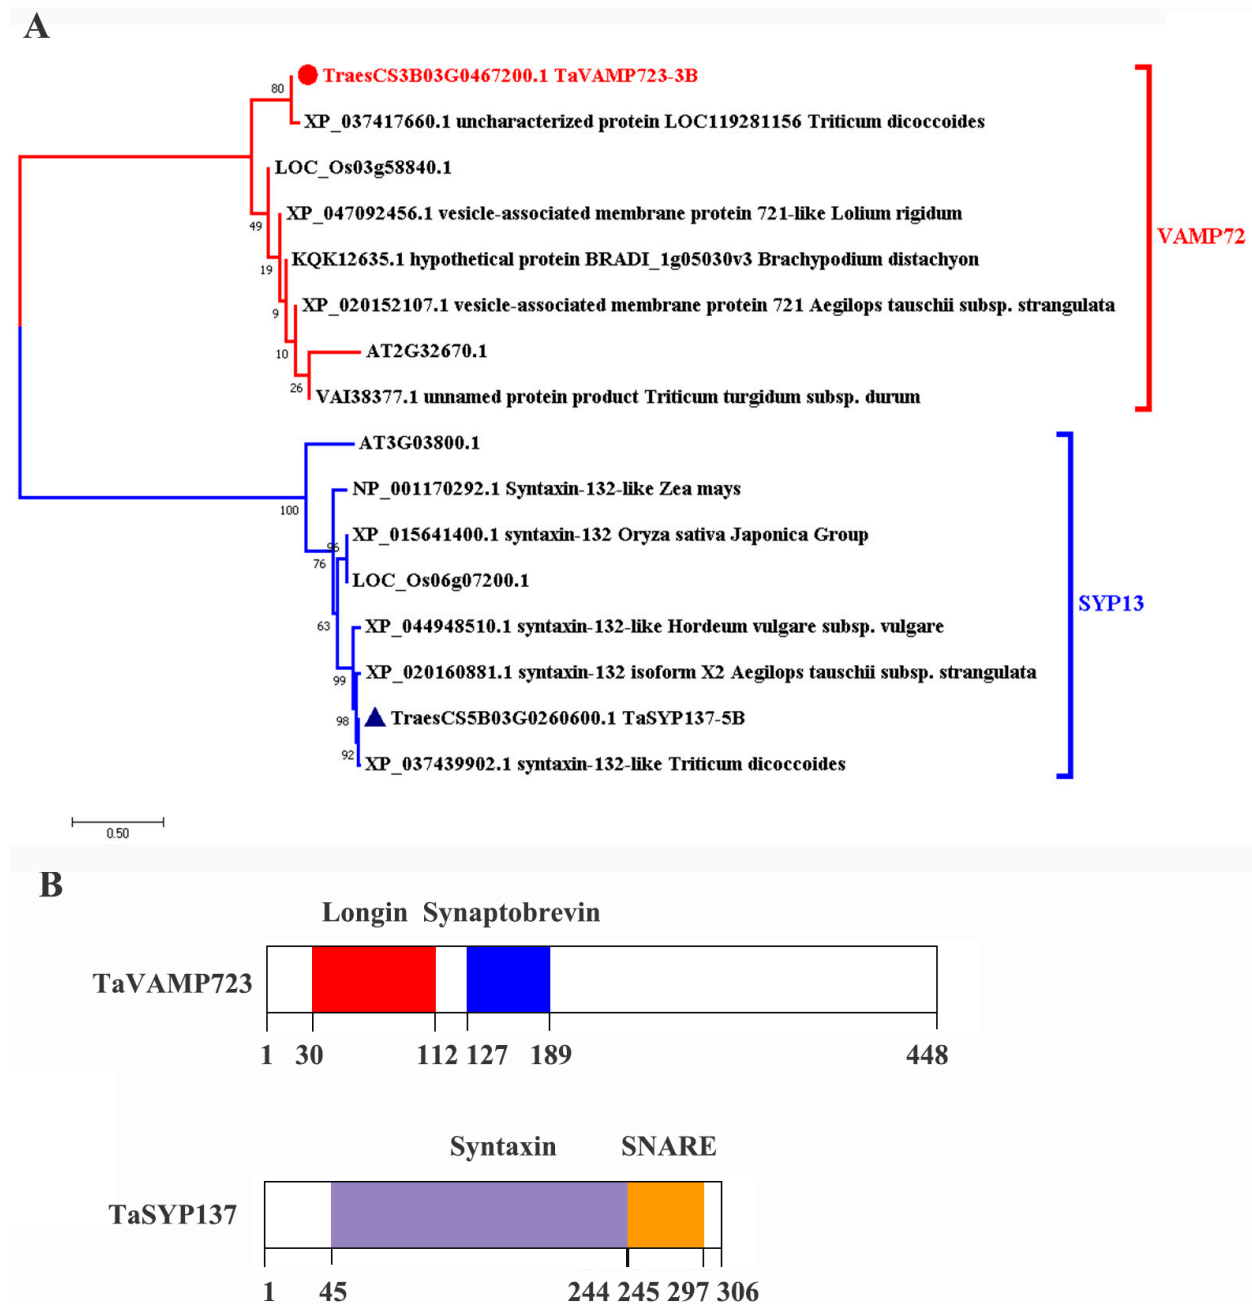 A
80
TraesCS3B03G0467200.1 TaVAMP723-3B
XP_037417660.1 uncharacterized protein LOC119281156 Triticum dicoccoides
LOC_Os03g58840.1
49
XP_047092456.1 vesicle-associated membrane protein 721-like Lolium rigidum
VAMP72
19
KQK12635.1 hypothetical protein BRADI_1g05030v3 Brachypodium distachyon
9
XP_020152107.1 vesicle-associated membrane protein 721 Aegilops tauschii subsp. strangulata
10
AT2G32670.1
26
VAI38377.1 unnamed protein product Triticum turgidum subsp. durum
AT3G03800.1
100
NP_001170292.1 Syntaxin-132-like Zea mays
96
XP_015641400.1 syntaxin-132 Oryza sativa Japonica Group
76
LOC_Os06g07200.1
SYP13
63
XP_044948510.1 syntaxin-132-like Hordeum vulgare subsp. vulgare
99
XP_020160881.1 syntaxin-132 isoform X2 Aegilops tauschii subsp. strangulata
98
TraesCS5B03G0260600.1 TaSYP137-5B
92
XP_037439902.1 syntaxin-132-like Triticum dicoccoides
0.50
B
Longin Synaptobrevin
TaVAMP723
1 30 112 127 189 448
Syntaxin SNARE
TaSYP137
1 45 244 245 297 306